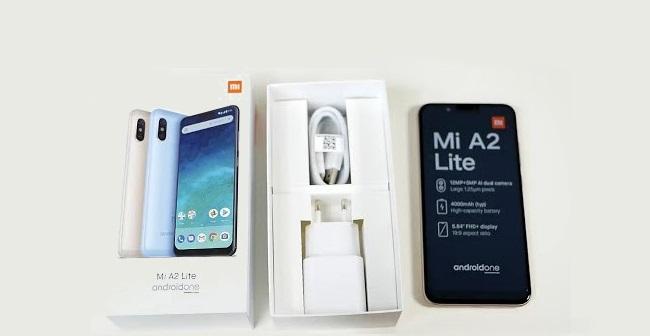 mi
Mi A2 Lite
androidone
mi
Mi A2
Lite
12MP+5MP AI dual camera
Large 1.25μm pixels
4000mAh (typ)
High-capacity battery
5.84" FHD+ display
19:9 aspect ratio
androidone